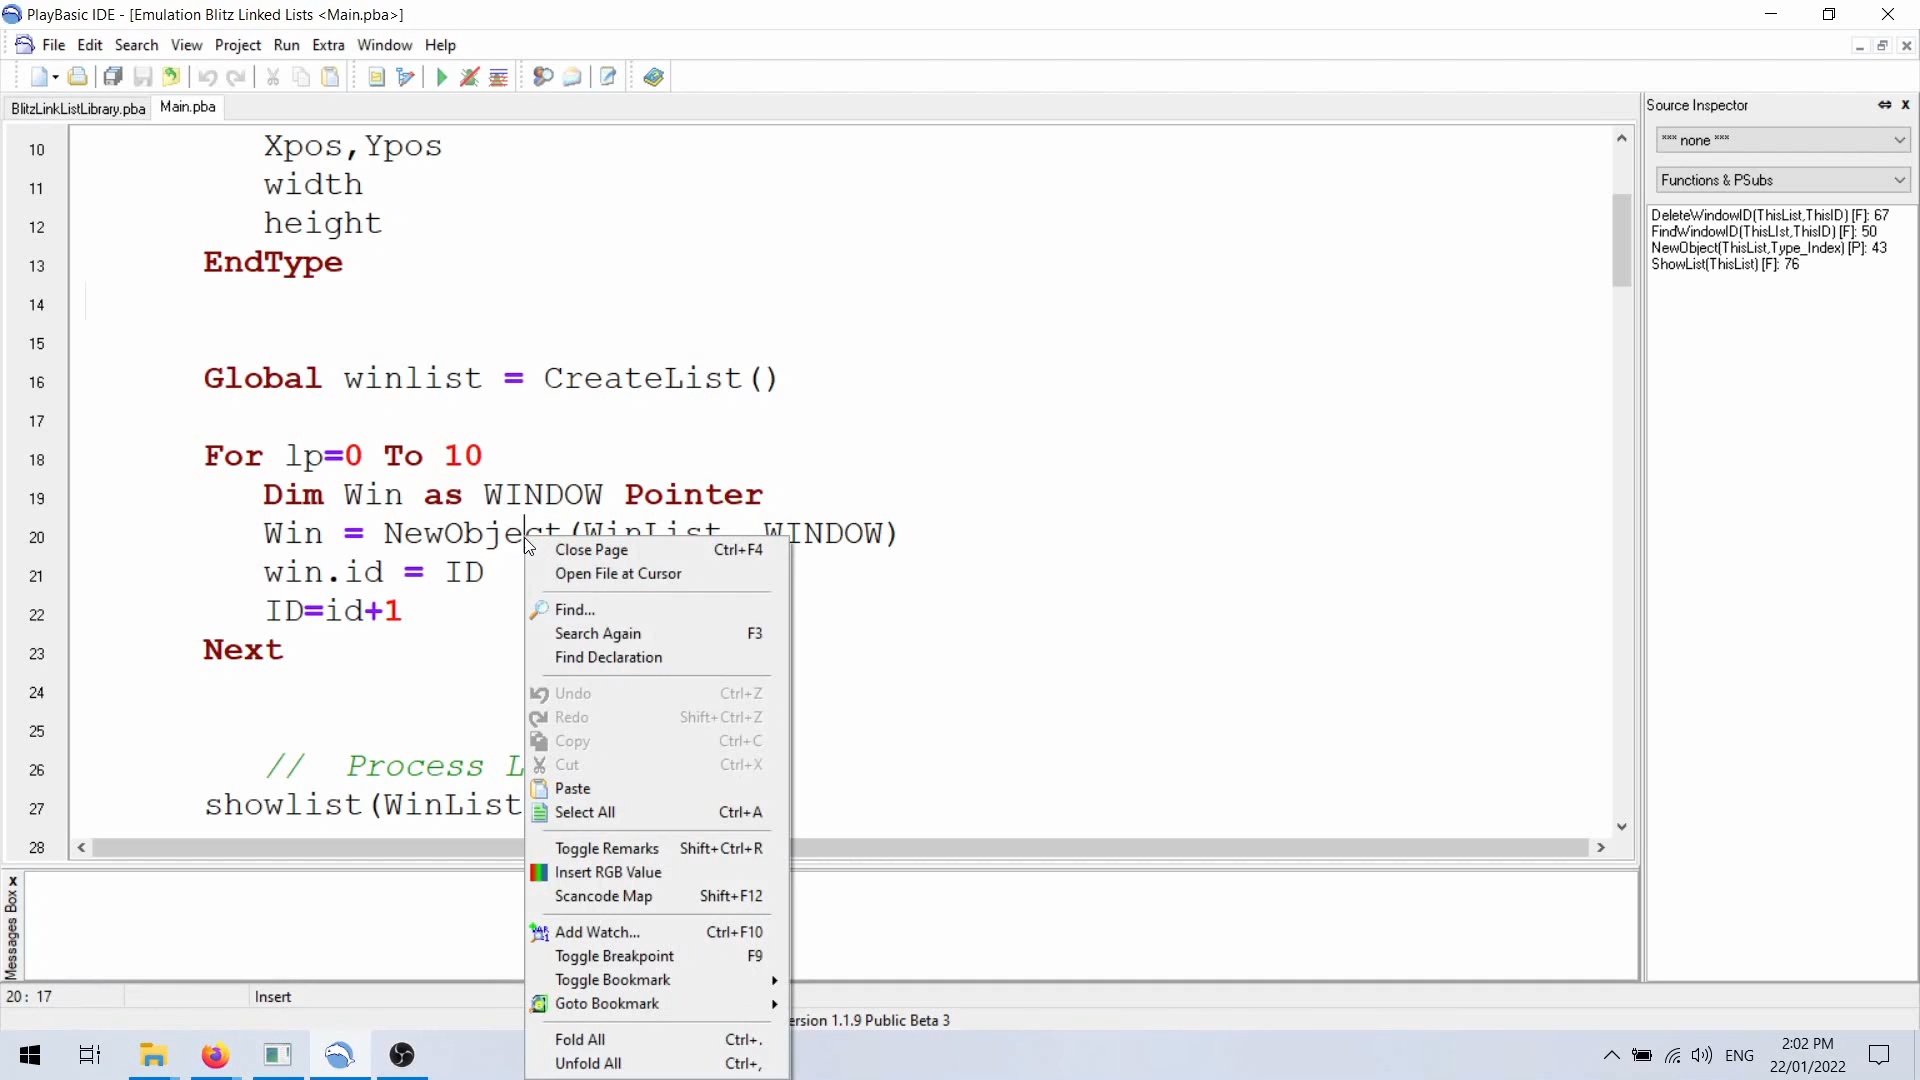 PlayBasic IDE - [Emulation Blitz Linked Lists <Main.pba>]
File Edit Search View Project Run Extra Window Help
BlitzLinkListLibrary.pba Main.pba
10 Xpos,Ypos
11 width
12 height
13 EndType
14
15
16 Global winlist = CreateList()
17
18 For lp=0 To 10
19 Dim Win as WINDOW Pointer
20 Win = NewObject(WinList, WINDOW)
21 win.id = ID
22 ID=id+1
23 Next
24
25
26 // Process L
27 showlist(WinList
28
Close Page Ctrl+F4
Open File at Cursor
Find...
Search Again F3
Find Declaration
Undo Ctrl+Z
Redo Shift+Ctrl+Z
Copy Ctrl+C
Cut Ctrl+X
Paste
Select All Ctrl+A
Toggle Remarks Shift+Ctrl+R
Insert RGB Value
Scancode Map Shift+F12
Add Watch... Ctrl+F10
Toggle Breakpoint F9
Toggle Bookmark
Goto Bookmark
Fold All Ctrl+.
Unfold All Ctrl+,
Source Inspector
*** none ***
Functions & PSubs
DeleteWindowID(ThisList,ThisID) [F]: 67
FindWindowID(ThisLIst,ThisID) [F]: 50
NewObject(ThisList,Type_Index) [P]: 43
ShowList(ThisList) [F]: 76
Messages Box
20: 17 Insert
ersion 1.1.9 Public Beta 3
ENG
2:02 PM
22/01/2022